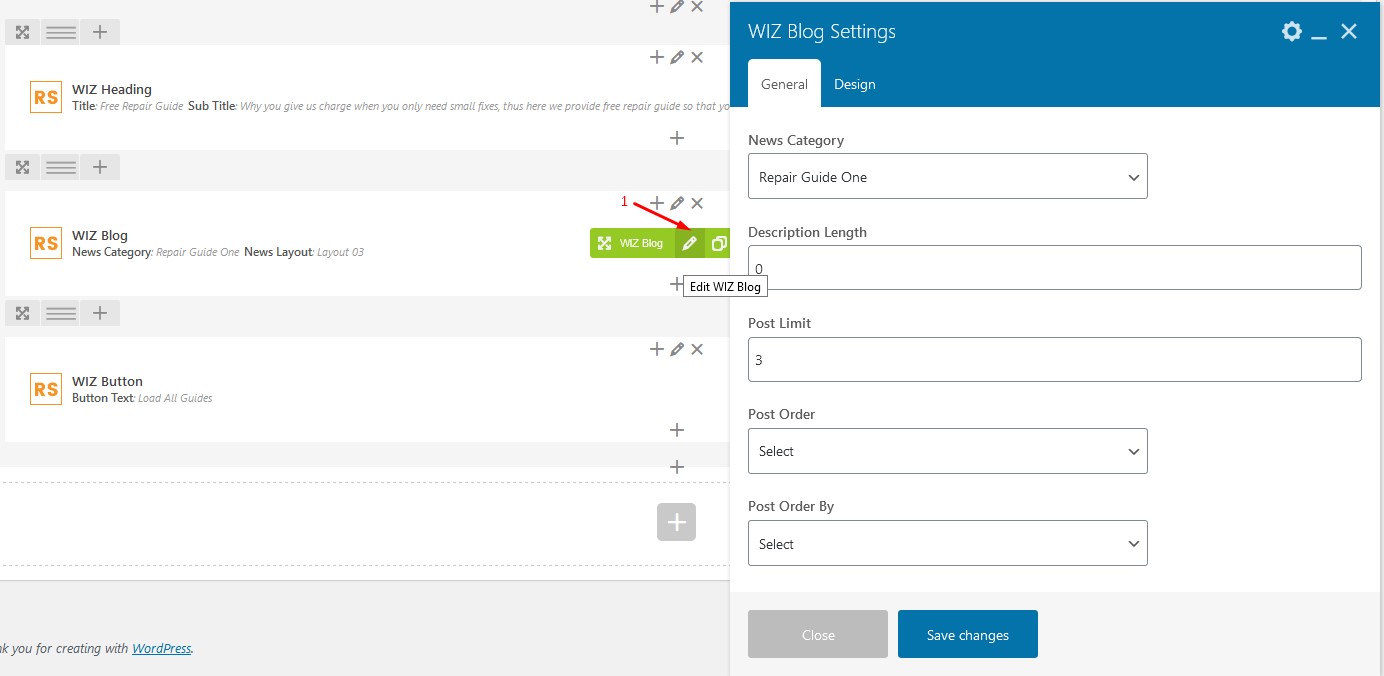 RS
WIZ Heading
Title: Free Repair Guide Sub Title: Why you give us charge when you only need small fixes, thus here we provide free repair guide so that yo
RS
WIZ Blog
News Category: Repair Guide One News Layout: Layout 03
1
WIZ Blog
Edit WIZ Blog
RS
WIZ Button
Button Text: Load All Guides
nk you for creating with WordPress.
WIZ Blog Settings
General
Design
News Category
Repair Guide One
Description Length
0
Post Limit
3
Post Order
Select
Post Order By
Select
Close
Save changes